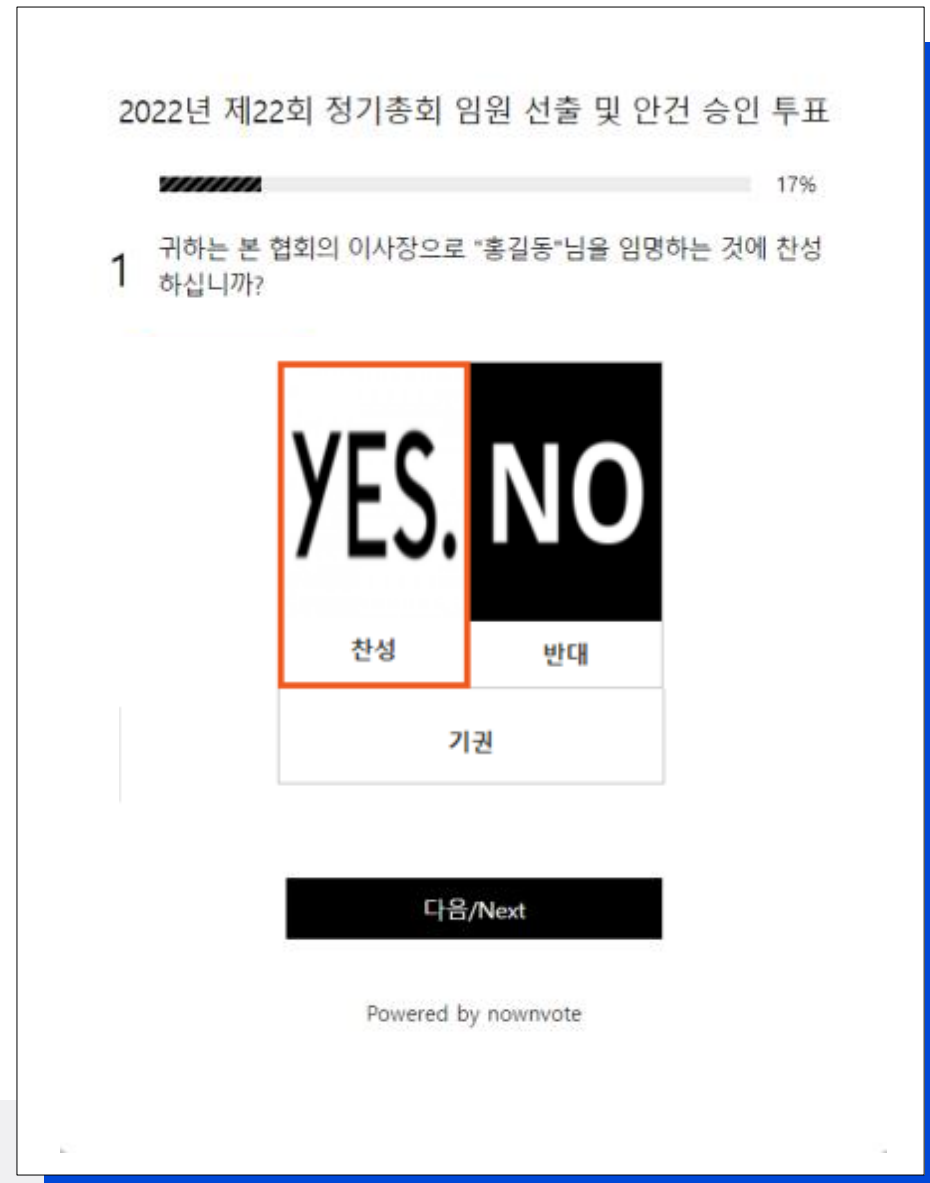 2022년 제22회 정기총회 임원 선출 및 안건 승인 투표
17%
1
귀하는 본 협회의 이사장으로 "홍길동"님을 임명하는 것에 찬성
하십니까?
YES. NO
찬성 반대
기권
다음/Next
Powered by nownvote